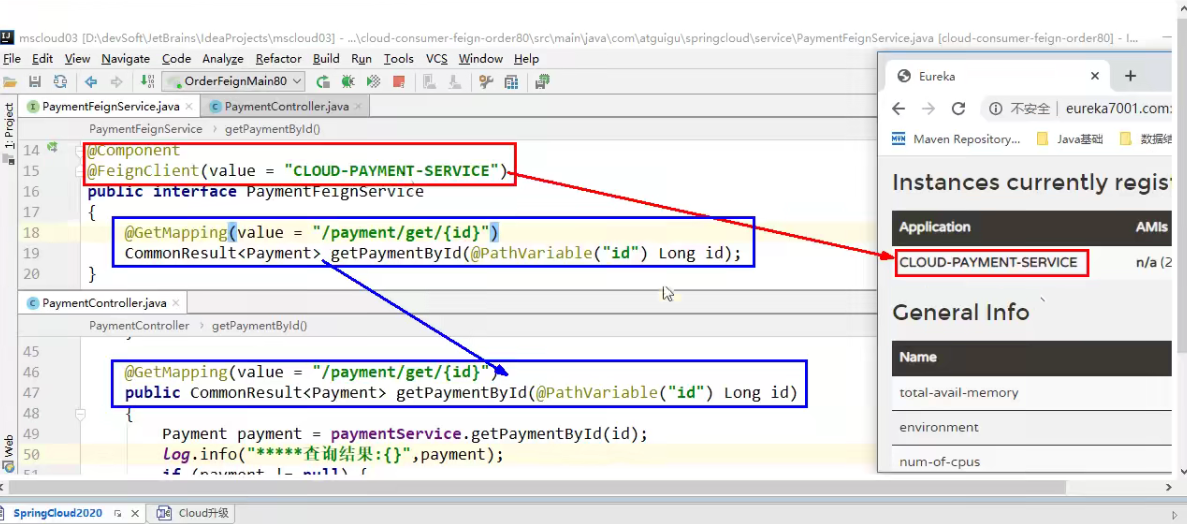 mscloud03 [D:\devSoft\JetBrains\IdeaProjects\mscloud03] - ...\cloud-consumer-feign-order80\src\main\java\com\atguigu\springcloud\service\PaymentFeignService.java [cloud-consumer-feign-order80] - I...
File Edit View Navigate Code Analyze Refactor Build Run Tools VCS Window Help
OrderFeignMain80
PaymentFeignService.java
PaymentController.java
1: Project
PaymentFeignService > getPaymentById()
14 @Component
15 @FeignClient(value = "CLOUD-PAYMENT-SERVICE")
16 public interface PaymentFeignService
17 {
18 @GetMapping(value = "/payment/get/{id}")
19 CommonResult<Payment> getPaymentById(@PathVariable("id") Long id);
20 }
PaymentController.java
PaymentController > getPaymentById()
45
46 @GetMapping(value = "/payment/get/{id}")
47 public CommonResult<Payment> getPaymentById(@PathVariable("id") Long id)
48 {
49 Payment payment = paymentService.getPaymentById(id);
50 log.info("*****查询结果:{}",payment);
51 if (payment != null) {
Web
SpringCloud2020
Cloud升级
Eureka
不安全 | eureka7001.com:
Maven Repository... Java基础 数据结
Instances currently regis
Application AMIs
CLOUD-PAYMENT-SERVICE n/a (2
General Info
Name
total-avail-memory
environment
num-of-cpus